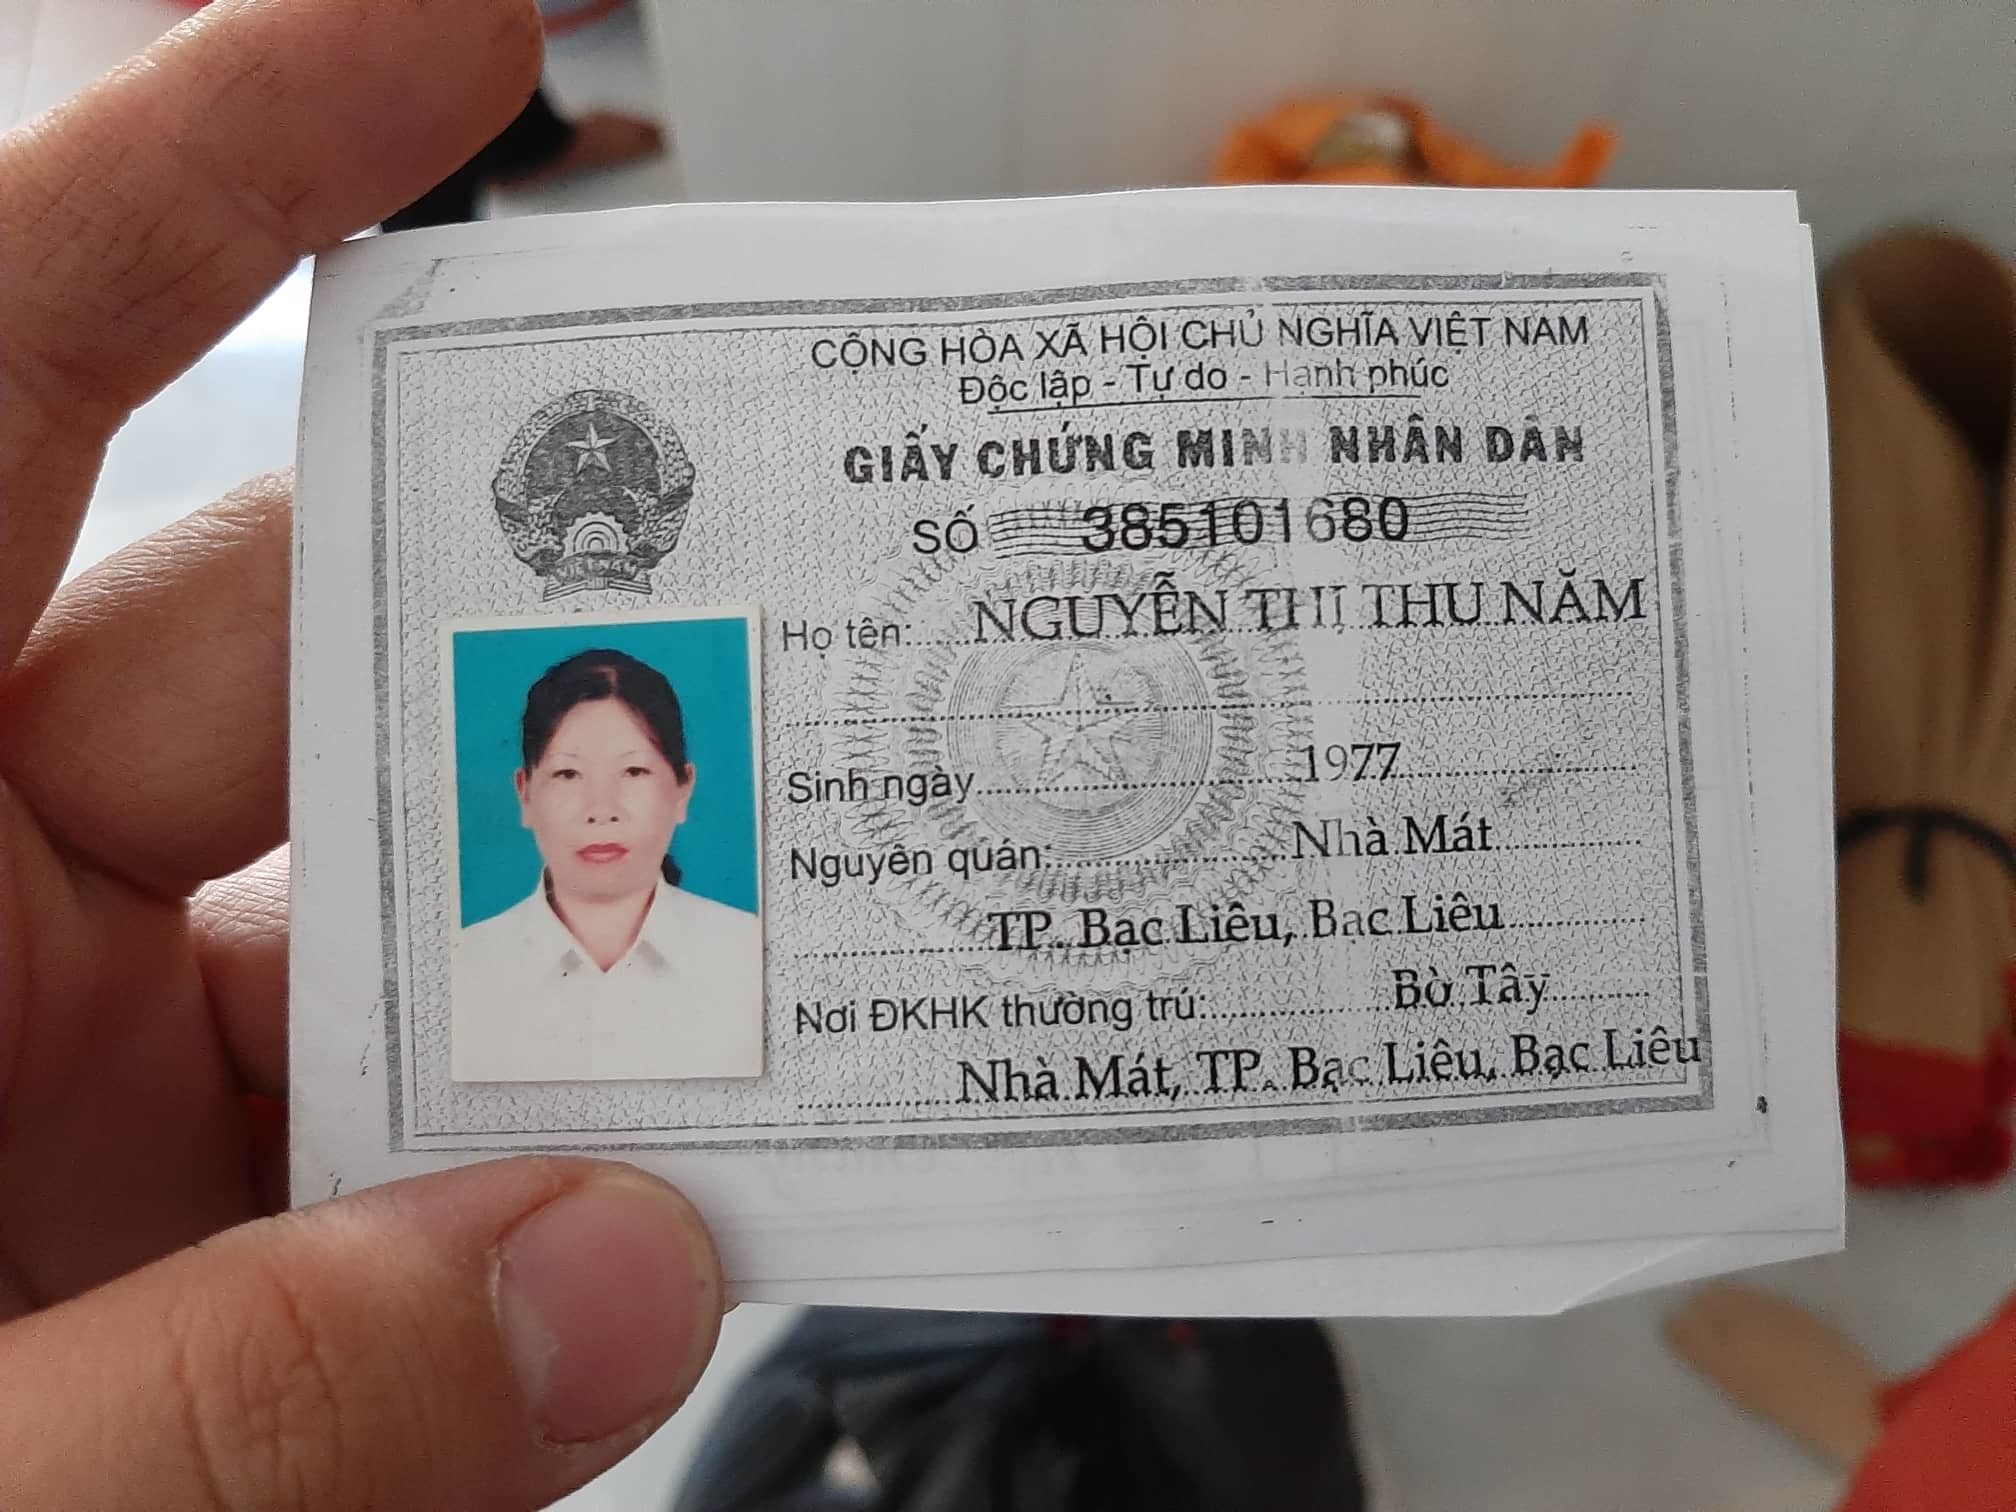 CỘNG HÒA XÃ HỘI CHỦ NGHĨA VIỆT NAM
Độc lập - Tự do - Hạnh phúc
GIẤY CHỨNG MINH NHÂN DÂN
SỐ 385101680
VIỆT NAM
Họ tên: NGUYỄN THỊ THU NĂM
Sinh ngày 1977
Nguyên quán: Nhà Mát
TP. Bạc Liêu, Bạc Liêu
Nơi ĐKHK thường trú: Bờ Tây
Nhà Mát, TP. Bạc Liêu, Bạc Liêu